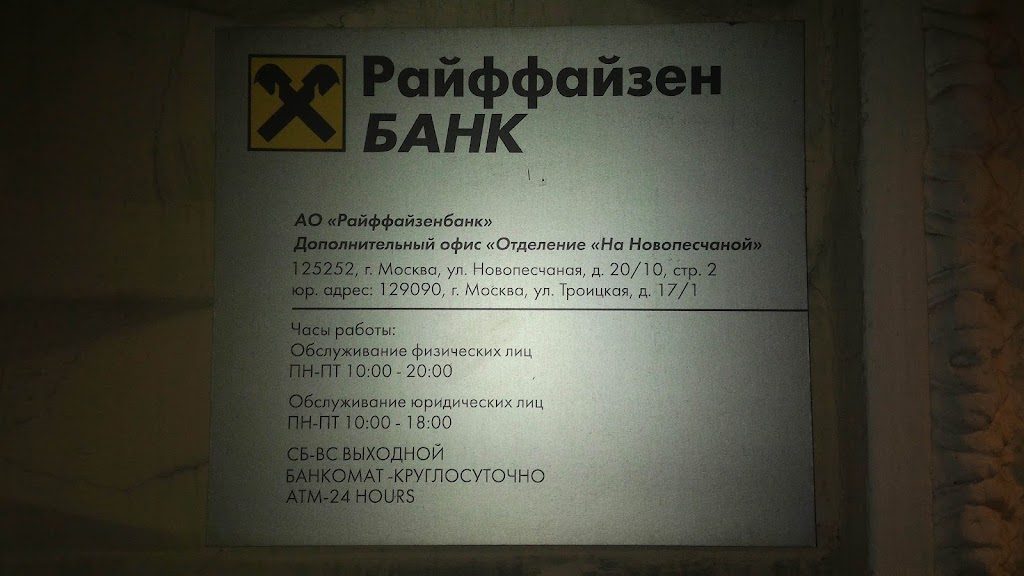 Райффайзен
БАНК
АО «Райффайзенбанк»
Дополнительный офис «Отделение «На Новопесчаной»
125252, г. Москва, ул. Новопесчаная, д. 20/10, стр. 2
юр. адрес: 129090, г. Москва, ул. Троицкая, д. 17/1
Часы работы:
Обслуживание физических лиц
ПН-ПТ 10:00 - 20:00
Обслуживание юридических лиц
ПН-ПТ 10:00 - 18:00
СБ-ВС ВЫХОДНОЙ
БАНКОМАТ -КРУГЛОСУТОЧНО
ATM-24 HOURS